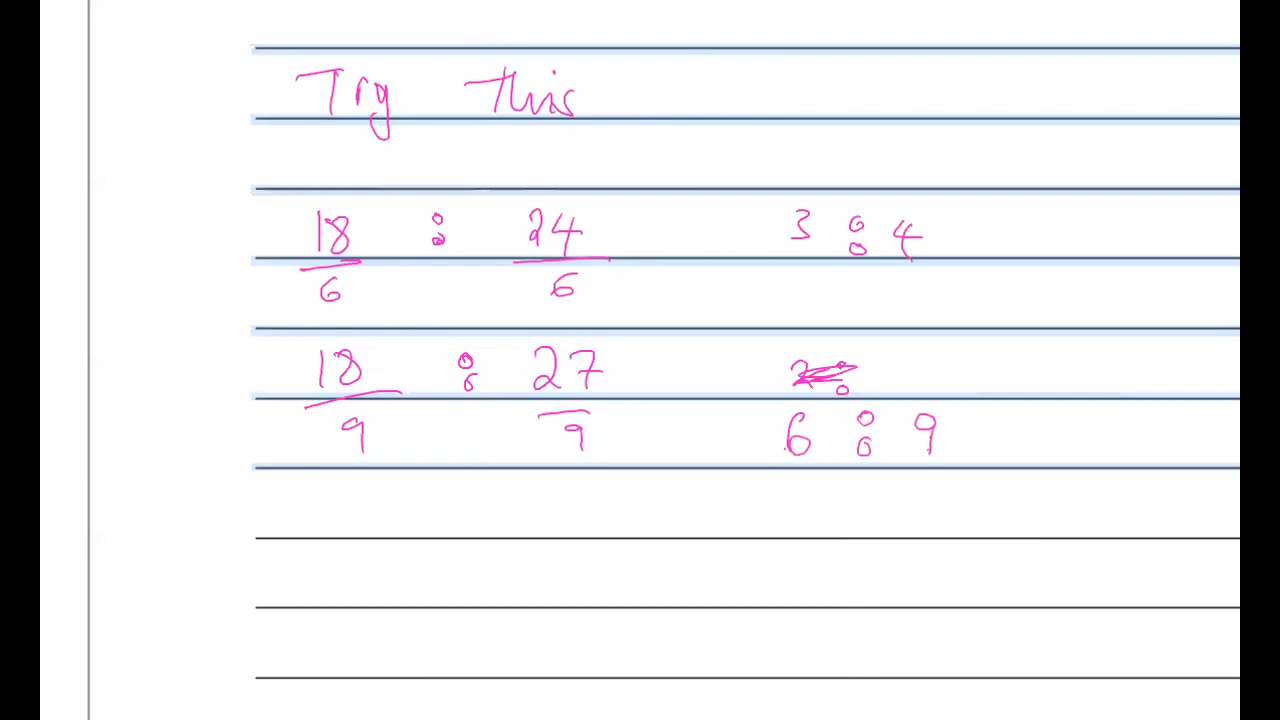 Try this
18 : 24 3 : 4
6 6
18 : 27
9 9 6 : 9